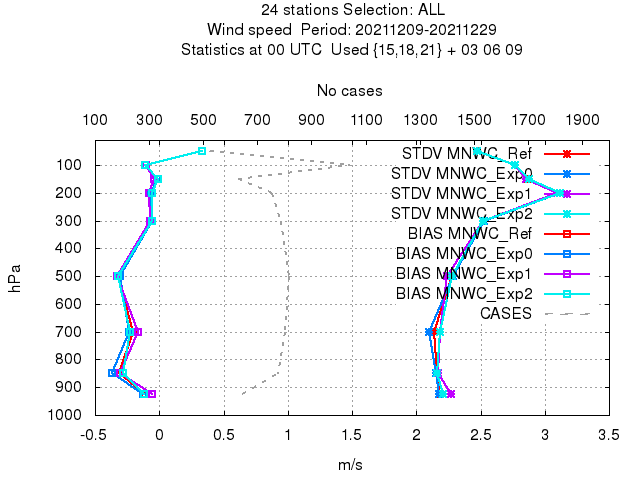 24 stations Selection: ALL
Wind speed  Period: 20211209-20211229
Statistics at 00 UTC  Used {15,18,21} + 03 06 09
No cases
100 300 500 700 900 1100 1300 1500 1700 1900
STDV MNWC_Ref
STDV MNWC_Exp0
STDV MNWC_Exp1
STDV MNWC_Exp2
BIAS MNWC_Ref
BIAS MNWC_Exp0
BIAS MNWC_Exp1
BIAS MNWC_Exp2
CASES
hPa
100
200
300
400
500
600
700
800
900
1000
-0.5 0 0.5 1 1.5 2 2.5 3 3.5
m/s